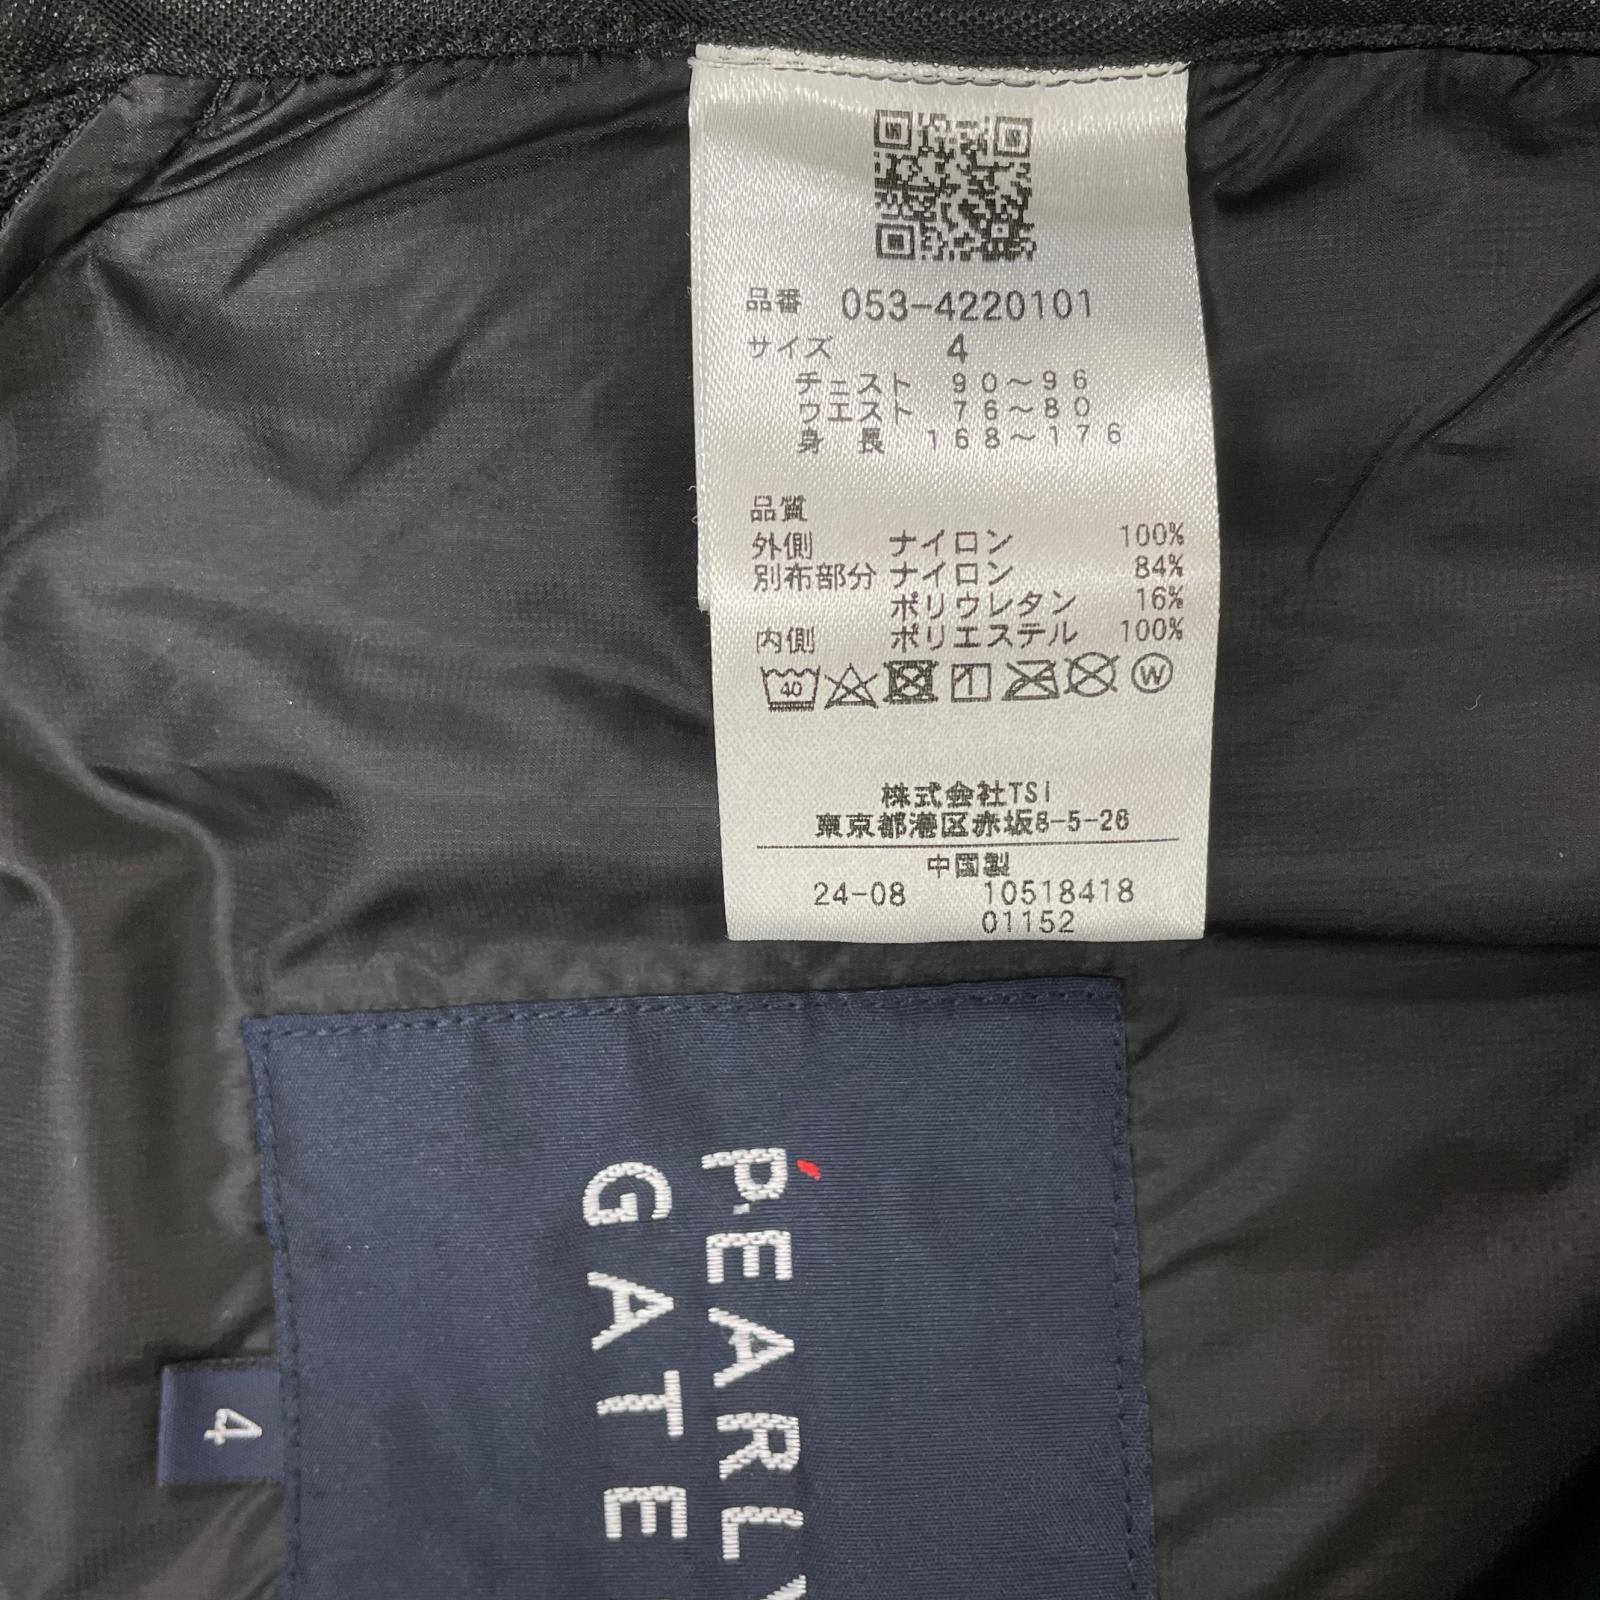 品番 053-4220101
サイズ 4
チェスト 90~96
ウエスト 76~80
身長 168~176
品質
外側 ナイロン 100%
別布部分 ナイロン 84%
ポリウレタン 16%
内側 ポリエステル 100%
40 W
株式会社TSI
東京都港区赤坂8-5-26
中国製
24-08 10518418
01152
PEARLY
GATE
4